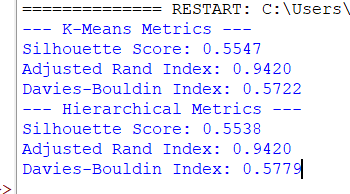 ============== RESTART: C:\Users\
--- K-Means Metrics ---
Silhouette Score: 0.5547
Adjusted Rand Index: 0.9420
Davies-Bouldin Index: 0.5722
--- Hierarchical Metrics ---
Silhouette Score: 0.5538
Adjusted Rand Index: 0.9420
Davies-Bouldin Index: 0.5779
>